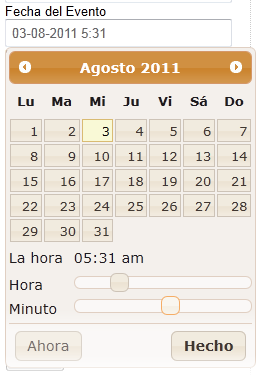 Fecha del Evento
03-08-2011 5:31
Agosto 2011
Lu Ma Mi Ju Vi Sá Do
1 2 3 4 5 6 7
8 9 10 11 12 13 14
15 16 17 18 19 20 21
22 23 24 25 26 27 28
29 30 31
La hora 05:31 am
Hora
Minuto
Ahora Hecho